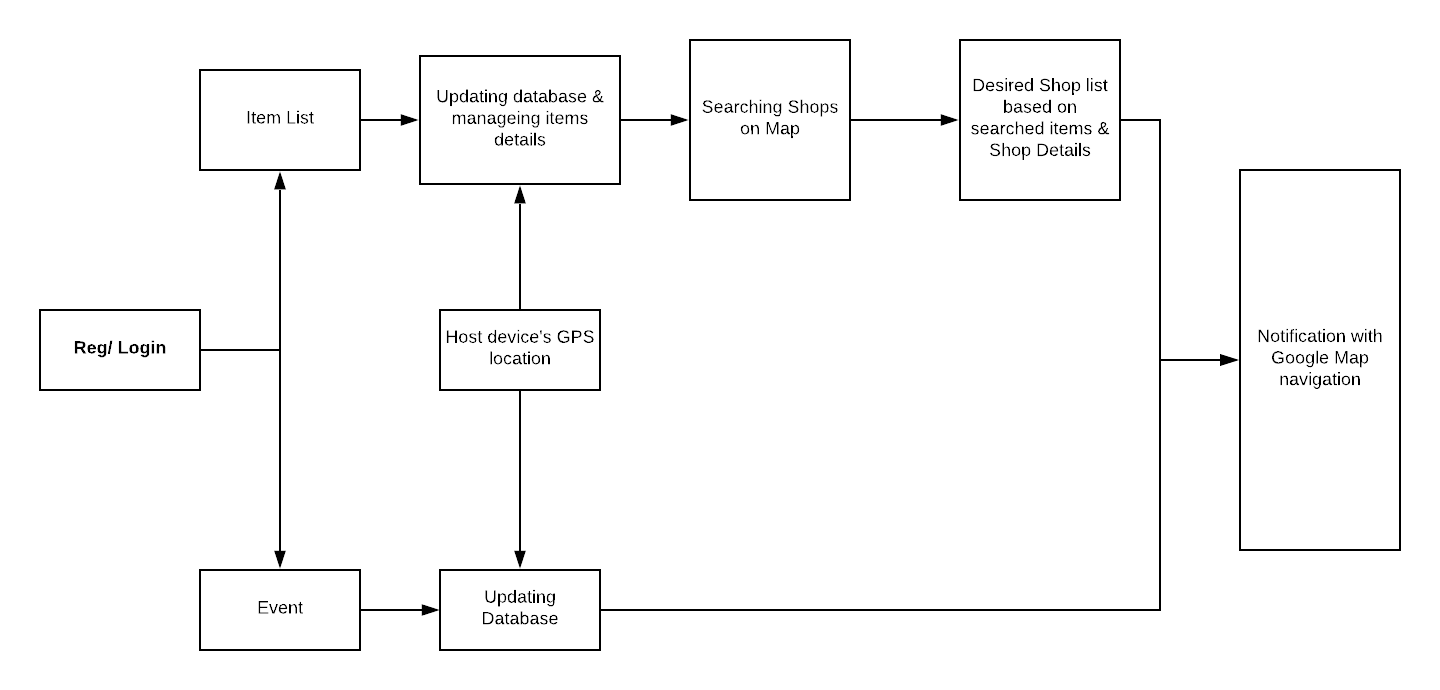 Item List
Updating database &
manageing items
details
Searching Shops
on Map
Desired Shop list
based on
searched items &
Shop Details
Reg/ Login
Host device's GPS
location
Notification with
Google Map
navigation
Event
Updating
Database